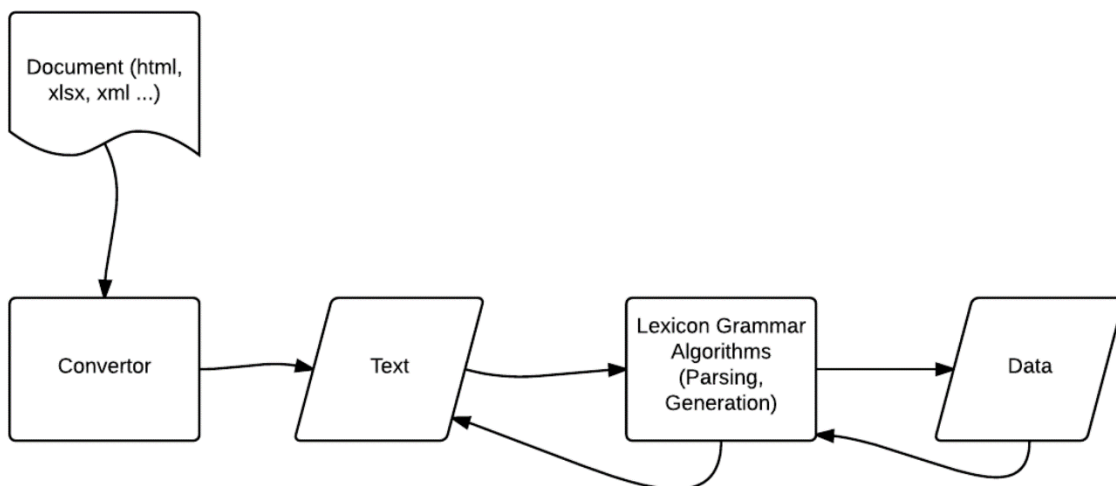 Document (html,
xlsx, xml ...)
Convertor
Text
Lexicon Grammar
Algorithms
(Parsing,
Generation)
Data